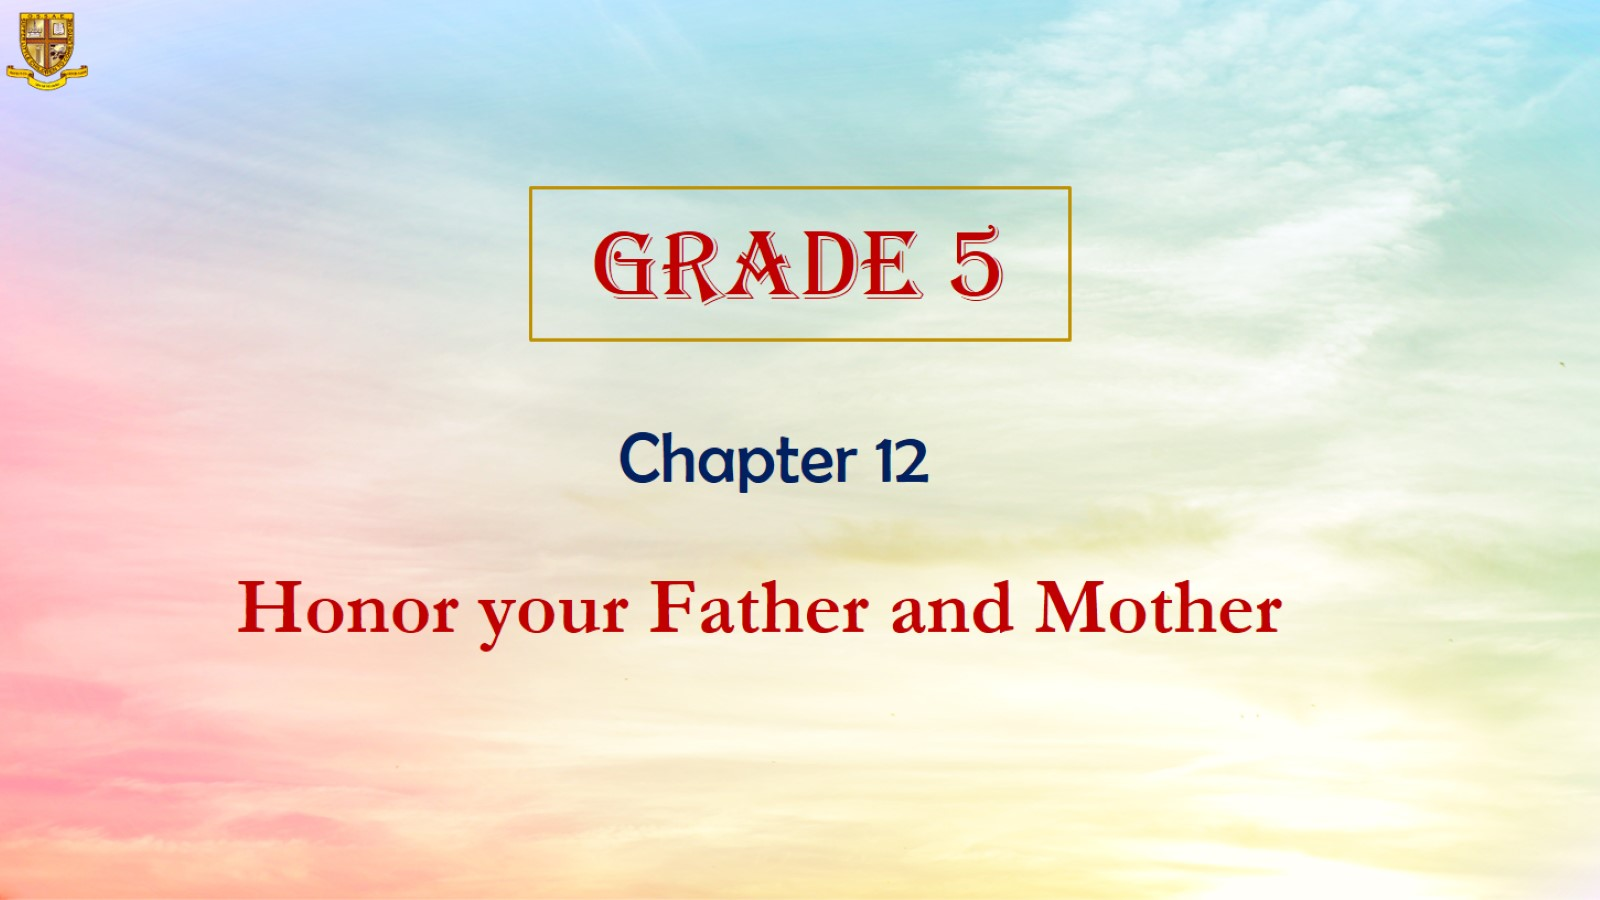 GRADE 5
Chapter 12
Honor your Father and Mother